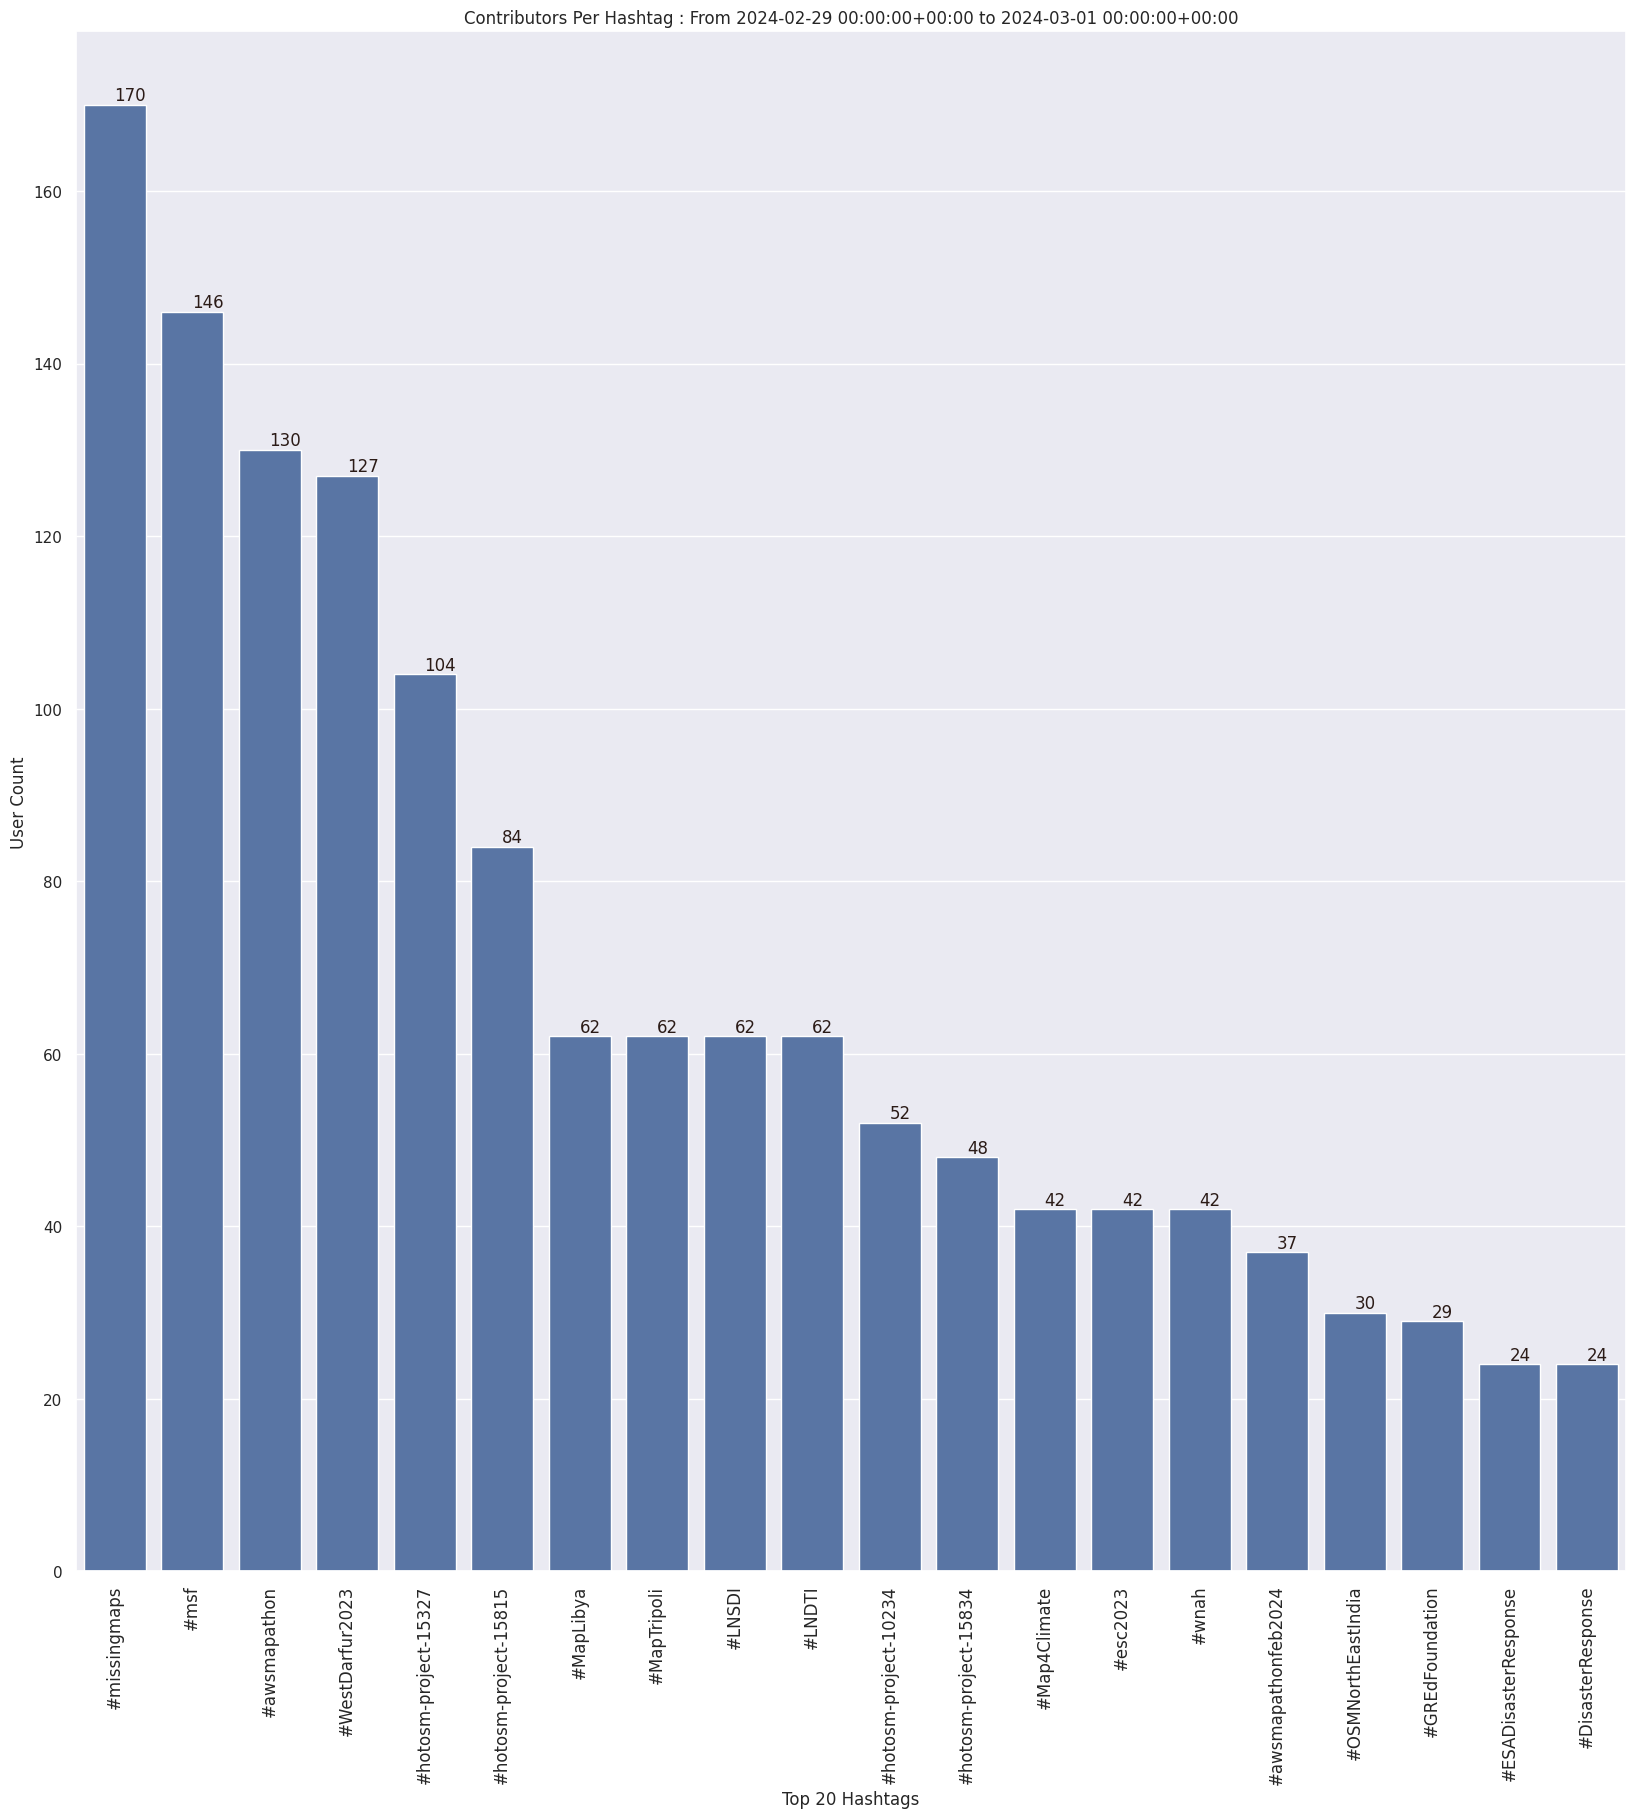 Contributors Per Hashtag : From 2024-02-29 00:00:00+00:00 to 2024-03-01 00:00:00+00:00
User Count
160
140
120
100
80
60
40
20
0
170
146
130
127
104
84
62
62
62
62
52
48
42
42
42
37
30
29
24
24
#missingmaps
#msf
#awsmapathon
#WestDarfur2023
#hotosm-project-15327
#hotosm-project-15815
#MapLibya
#MapTripoli
#LNSDI
#LNDTI
#hotosm-project-10234
#hotosm-project-15834
#Map4Climate
#esc2023
#wnah
#awsmapathonfeb2024
#OSMNorthEastIndia
#GREdFoundation
#ESADisasterResponse
#DisasterResponse
Top 20 Hashtags